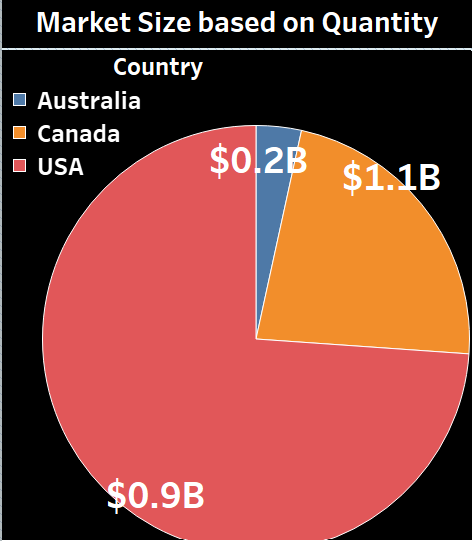 Market Size based on Quantity
Country
Australia
Canada
USA
$0.2B
$1.1B
$0.9B